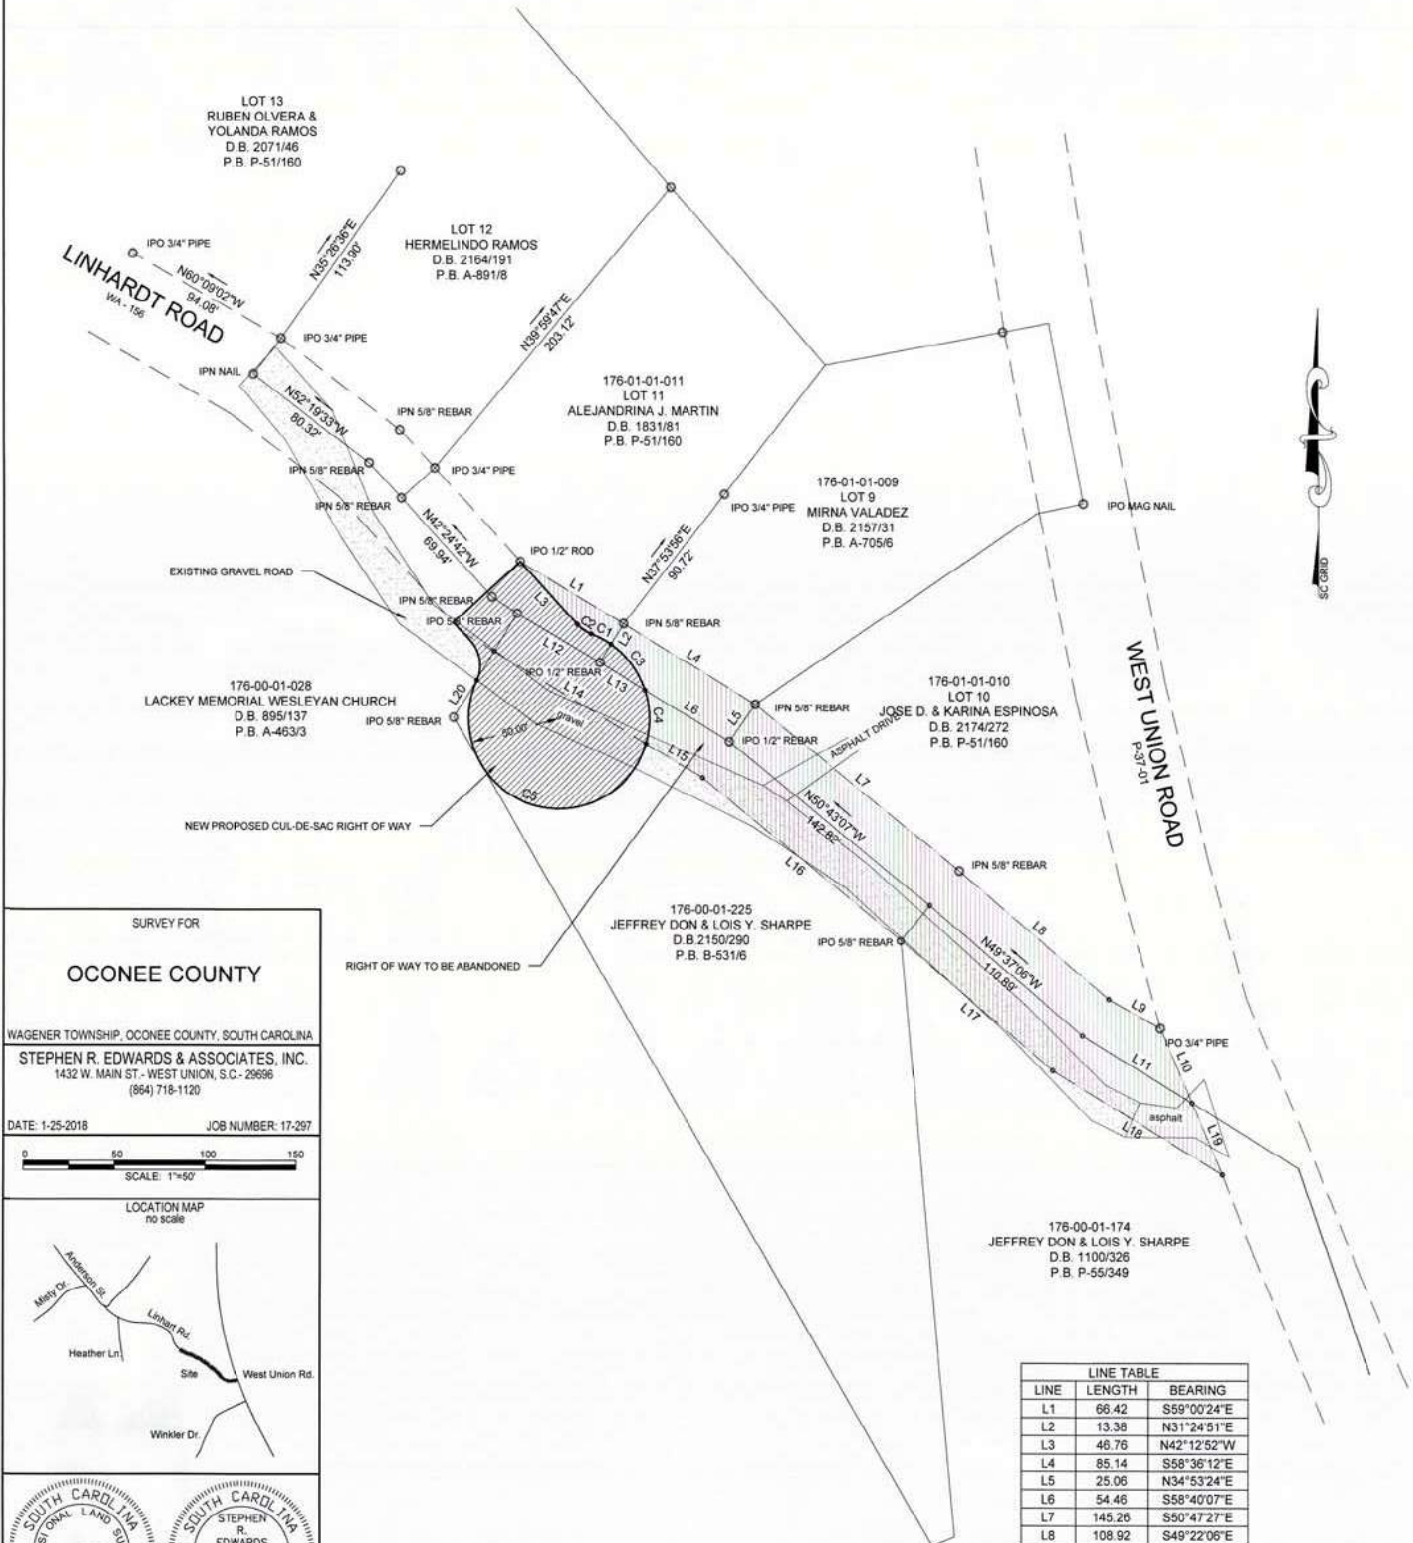 LOT 13
RUBEN OLVERA &
YOLANDA RAMOS
D.B. 2071/46
P.B. P-51/160
LOT 12
HERMELINDO RAMOS
D.B. 2164/191
P.B. A-891/8
N35°26'36"E
113.90'
IPO 3/4" PIPE
N60°09'02"W
94.08'
LINHARDT ROAD
WA - 156
IPO 3/4" PIPE
N39°59'47"E
203.12'
IPN NAIL
N52°19'33"W
80.32'
176-01-01-011
LOT 11
ALEJANDRINA J. MARTIN
D.B. 1831/81
P.B. P-51/160
IPN 5/8" REBAR
IPN 5/8" REBAR
IPO 3/4" PIPE
IPN 5/8" REBAR
176-01-01-009
LOT 9
MIRNA VALADEZ
D.B. 2157/31
P.B. A-705/6
IPO 3/4" PIPE
IPO MAG NAIL
N42°24'42"W
69.94'
N37°53'56"E
90.72'
IPO 1/2" ROD
SC GRID
EXISTING GRAVEL ROAD
L1
L3
IPN 5/8" REBAR
IPO 5/8" REBAR
C2
C1
L2
IPN 5/8" REBAR
L12
C3
L4
IPO 1/2" REBAR
L13
WEST UNION ROAD
P-37-01
176-00-01-028
LACKEY MEMORIAL WESLEYAN CHURCH
D.B. 895/137
P.B. A-463/3
L20
L14
L6
L5
IPN 5/8" REBAR
176-01-01-010
LOT 10
JOSE D. & KARINA ESPINOSA
D.B. 2174/272
P.B. P-51/160
IPO 5/8" REBAR
gravel
50.00'
C4
IPO 1/2" REBAR
ASPHALT DRIVE
L15
L7
C5
N50°43'07"W
142.82'
NEW PROPOSED CUL-DE-SAC RIGHT OF WAY
L16
IPN 5/8" REBAR
176-00-01-225
JEFFREY DON & LOIS Y. SHARPE
D.B.2150/290
P.B. B-531/6
L8
IPO 5/8" REBAR
N49°37'06"W
110.89'
RIGHT OF WAY TO BE ABANDONED
L17
L9
IPO 3/4" PIPE
L10
L11
asphalt
L18
L19
176-00-01-174
JEFFREY DON & LOIS Y. SHARPE
D.B. 1100/326
P.B. P-55/349
SURVEY FOR
OCONEE COUNTY
WAGENER TOWNSHIP, OCONEE COUNTY, SOUTH CAROLINA
STEPHEN R. EDWARDS & ASSOCIATES, INC.
1432 W. MAIN ST.- WEST UNION, S.C.- 29696
(864) 718-1120
DATE: 1-25-2018 JOB NUMBER: 17-297
0 50 100 150
SCALE: 1"=50'
LOCATION MAP
no scale
Anderson St.
Misty Dr.
Linhart Rd.
Heather Ln.
Site
West Union Rd.
Winkler Dr.
SOUTH CAROLINA
SOUTH CAROLINA
STEPHEN
R.
EDWARDS
LINE TABLE
LINE LENGTH BEARING
L1 66.42 S59°00'24"E
L2 13.38 N31°24'51"E
L3 46.76 N42°12'52"W
L4 85.14 S58°36'12"E
L5 25.06 N34°53'24"E
L6 54.46 S58°40'07"E
L7 145.26 S50°47'27"E
L8 108.92 S49°22'06"E